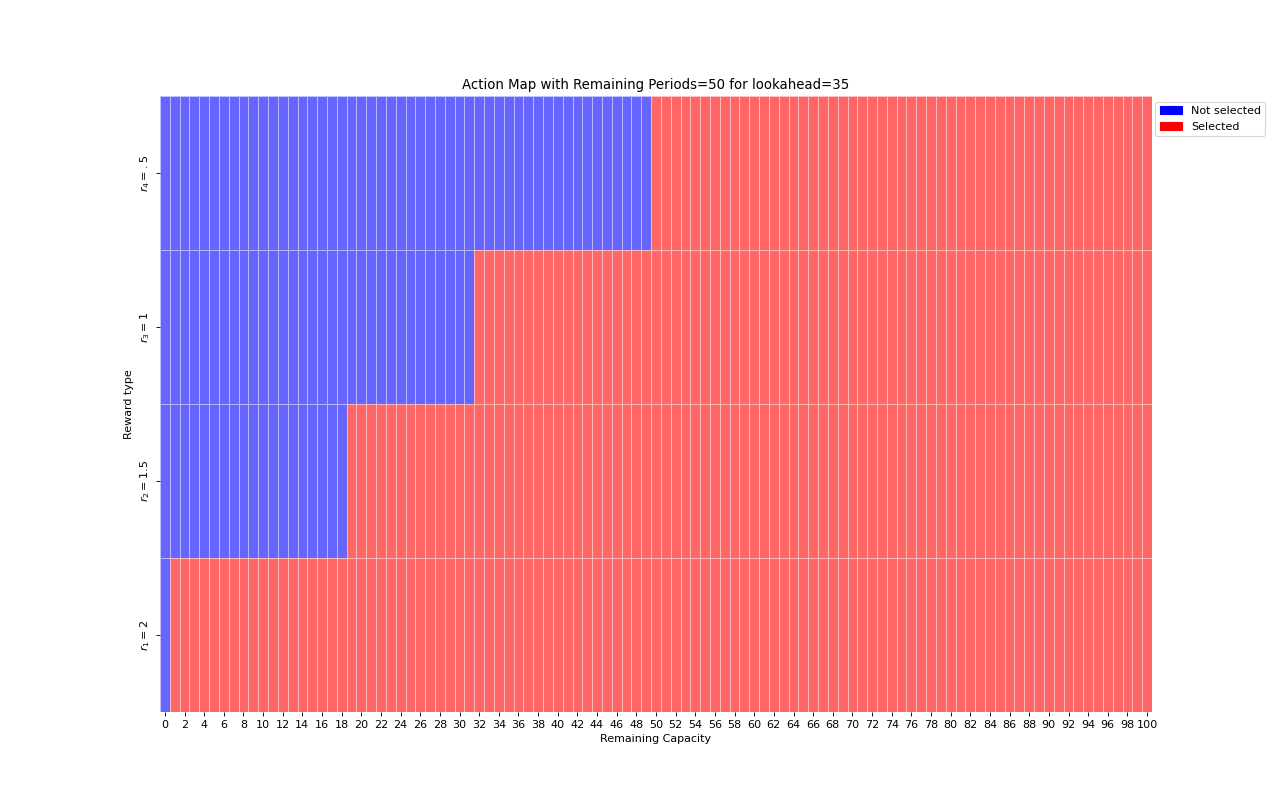 Action Map with Remaining Periods=50 for lookahead=35
Not selected
Selected
Reward type
r₄ = .5
r₃ = 1
r₂ = 1.5
r₁ = 2
0 2 4 6 8 10 12 14 16 18 20 22 24 26 28 30 32 34 36 38 40 42 44 46 48 50 52 54 56 58 60 62 64 66 68 70 72 74 76 78 80 82 84 86 88 90 92 94 96 98 100
Remaining Capacity